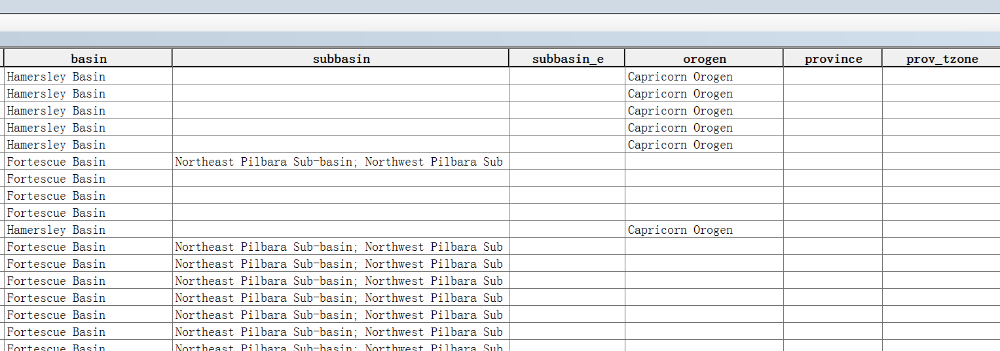 basin subbasin subbasin_e orogen province prov_tzone
Hamersley Basin Capricorn Orogen
Hamersley Basin Capricorn Orogen
Hamersley Basin Capricorn Orogen
Hamersley Basin Capricorn Orogen
Hamersley Basin Capricorn Orogen
Fortescue Basin Northeast Pilbara Sub-basin; Northwest Pilbara Sub
Fortescue Basin
Fortescue Basin
Fortescue Basin
Hamersley Basin Capricorn Orogen
Fortescue Basin Northeast Pilbara Sub-basin; Northwest Pilbara Sub
Fortescue Basin Northeast Pilbara Sub-basin; Northwest Pilbara Sub
Fortescue Basin Northeast Pilbara Sub-basin; Northwest Pilbara Sub
Fortescue Basin Northeast Pilbara Sub-basin; Northwest Pilbara Sub
Fortescue Basin Northeast Pilbara Sub-basin; Northwest Pilbara Sub
Fortescue Basin Northeast Pilbara Sub-basin; Northwest Pilbara Sub
Fortescue Basin Northeast Pilbara Sub-basin; Northwest Pilbara Sub